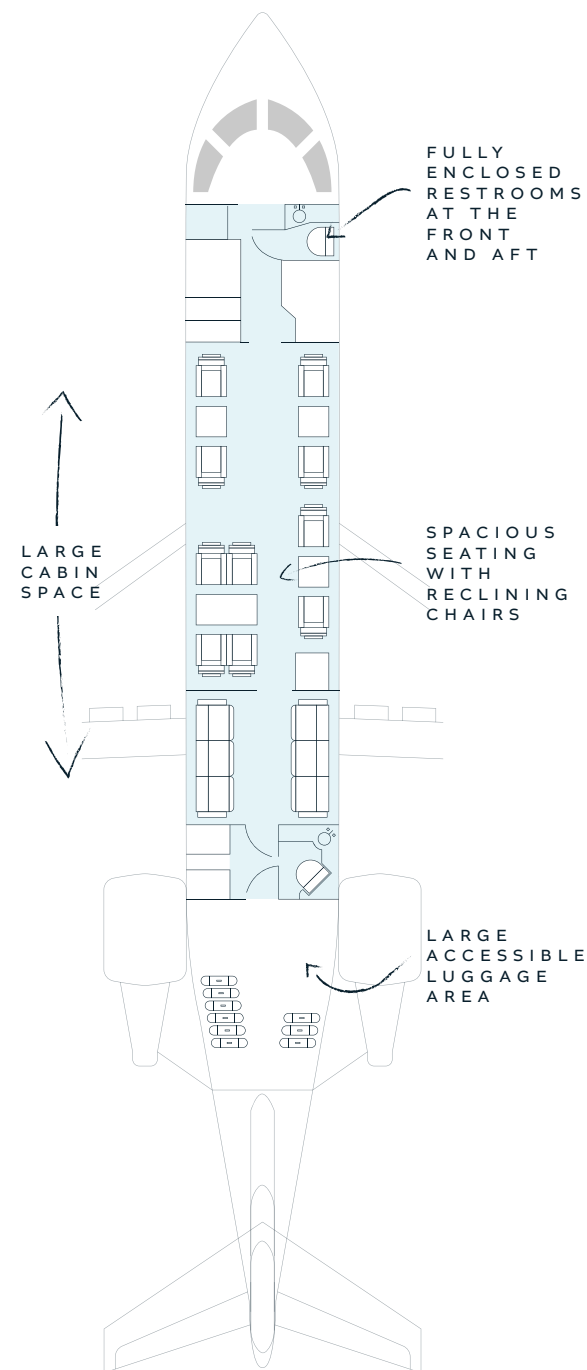 FULLY
ENCLOSED
RESTROOMS
AT THE
FRONT
AND AFT
LARGE
CABIN
SPACE
SPACIOUS
SEATING
WITH
RECLINING
CHAIRS
LARGE
ACCESSIBLE
LUGGAGE
AREA